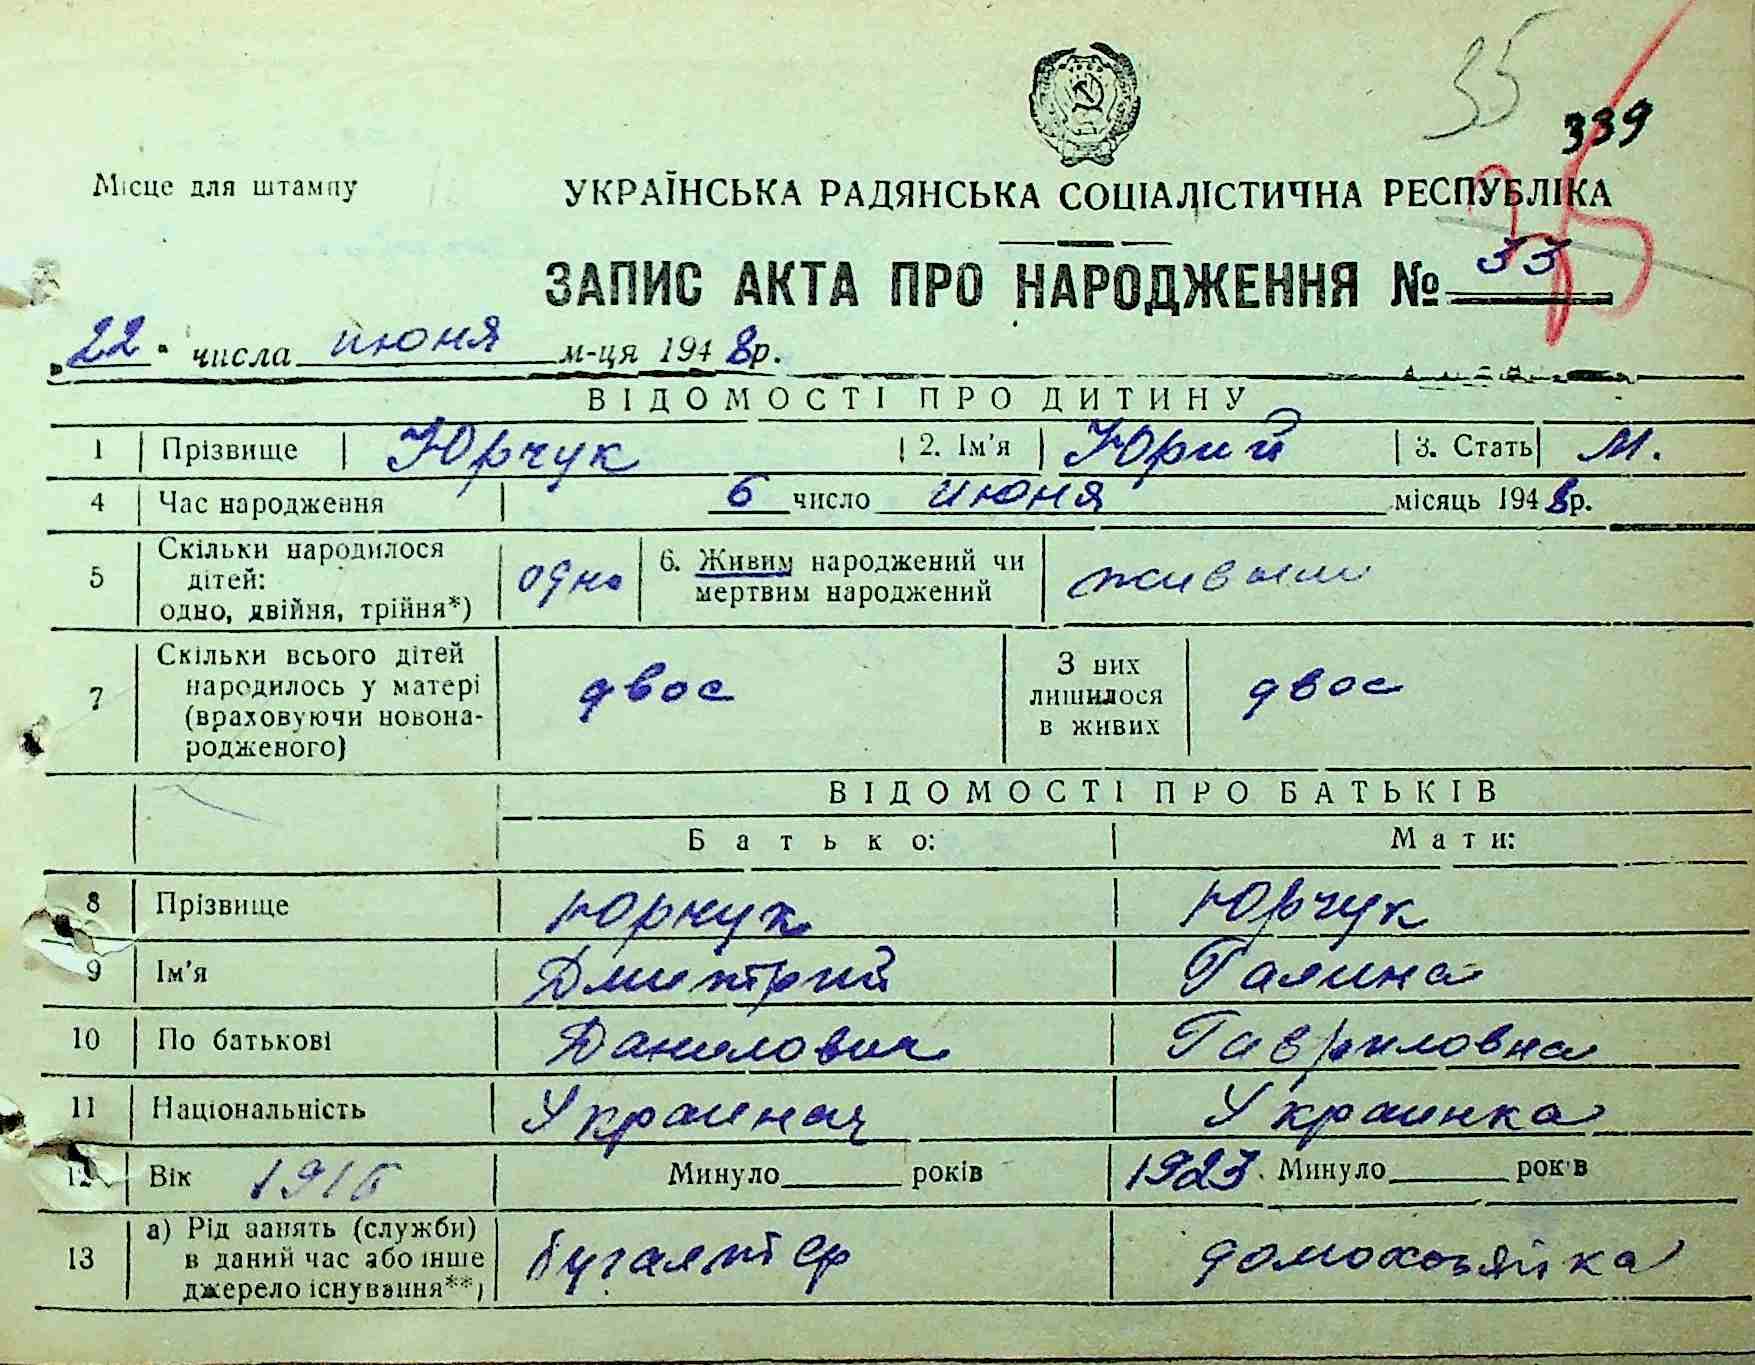 35
339
Місце для штампу
УКРАЇНСЬКА РАДЯНСЬКА СОЦІАЛІСТИЧНА РЕСПУБЛІКА
35
ЗАПИС АКТА ПРО НАРОДЖЕННЯ № 33
„22" числа июня м-ця 1948р.
ВІДОМОСТІ ПРО ДИТИНУ
1 Прізвище Юрчук 2. Ім'я Юрий 3. Стать М.
4 Час народження 6 число июня місяць 1948р.
5 Скільки народилося дітей: одно, двійня, трійня*) одно 6. Живим народжений чи мертвим народжений живым
7 Скільки всього дітей народилось у матері (враховуючи новонародженого) двое З них лишилося в живих двое
ВІДОМОСТІ ПРО БАТЬКІВ
Батько: Мати:
8 Прізвище Юрчук Юрчук
9 Ім'я Дмитрий Галина
10 По батькові Данилович Гавриловна
11 Національність Украинец Украинка
12 Вік 1916 Минуло років 1923. Минуло років
13 а) Рід занять (служби) в даний час або інше джерело існування**) бугалтер домохозяйка